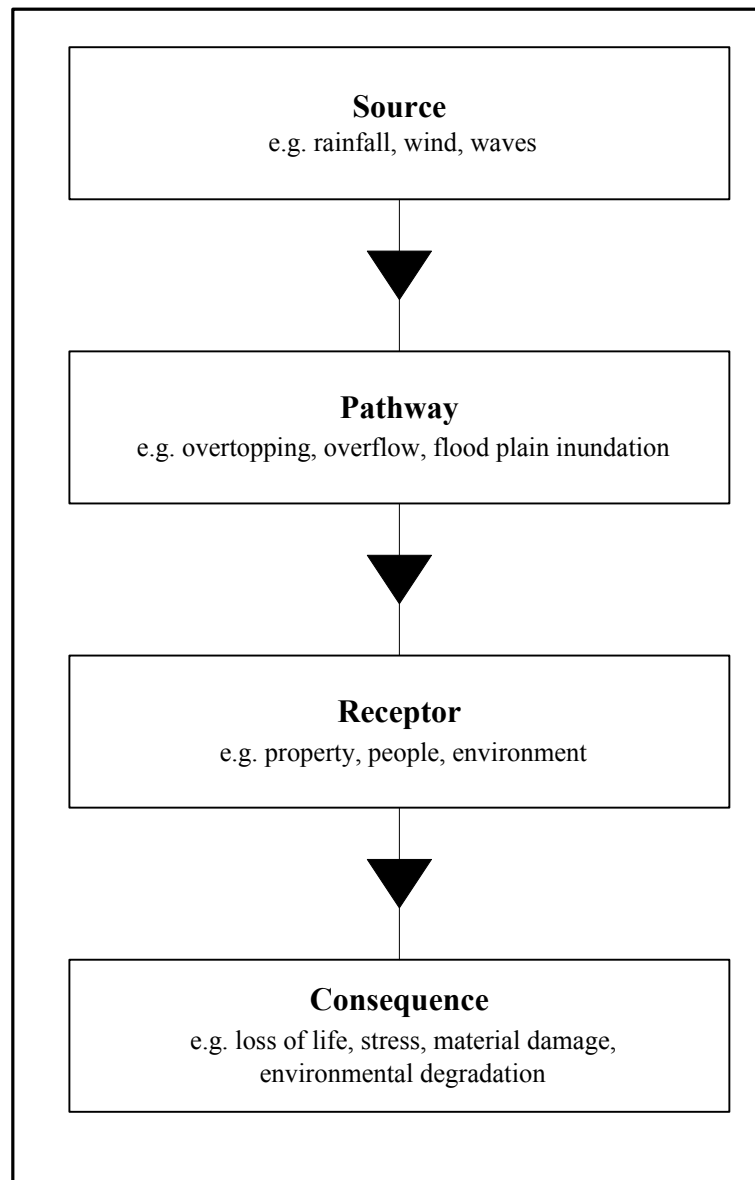 Source
e.g. rainfall, wind, waves
Pathway
e.g. overtopping, overflow, flood plain inundation
Receptor
e.g. property, people, environment
Consequence
e.g. loss of life, stress, material damage,
environmental degradation